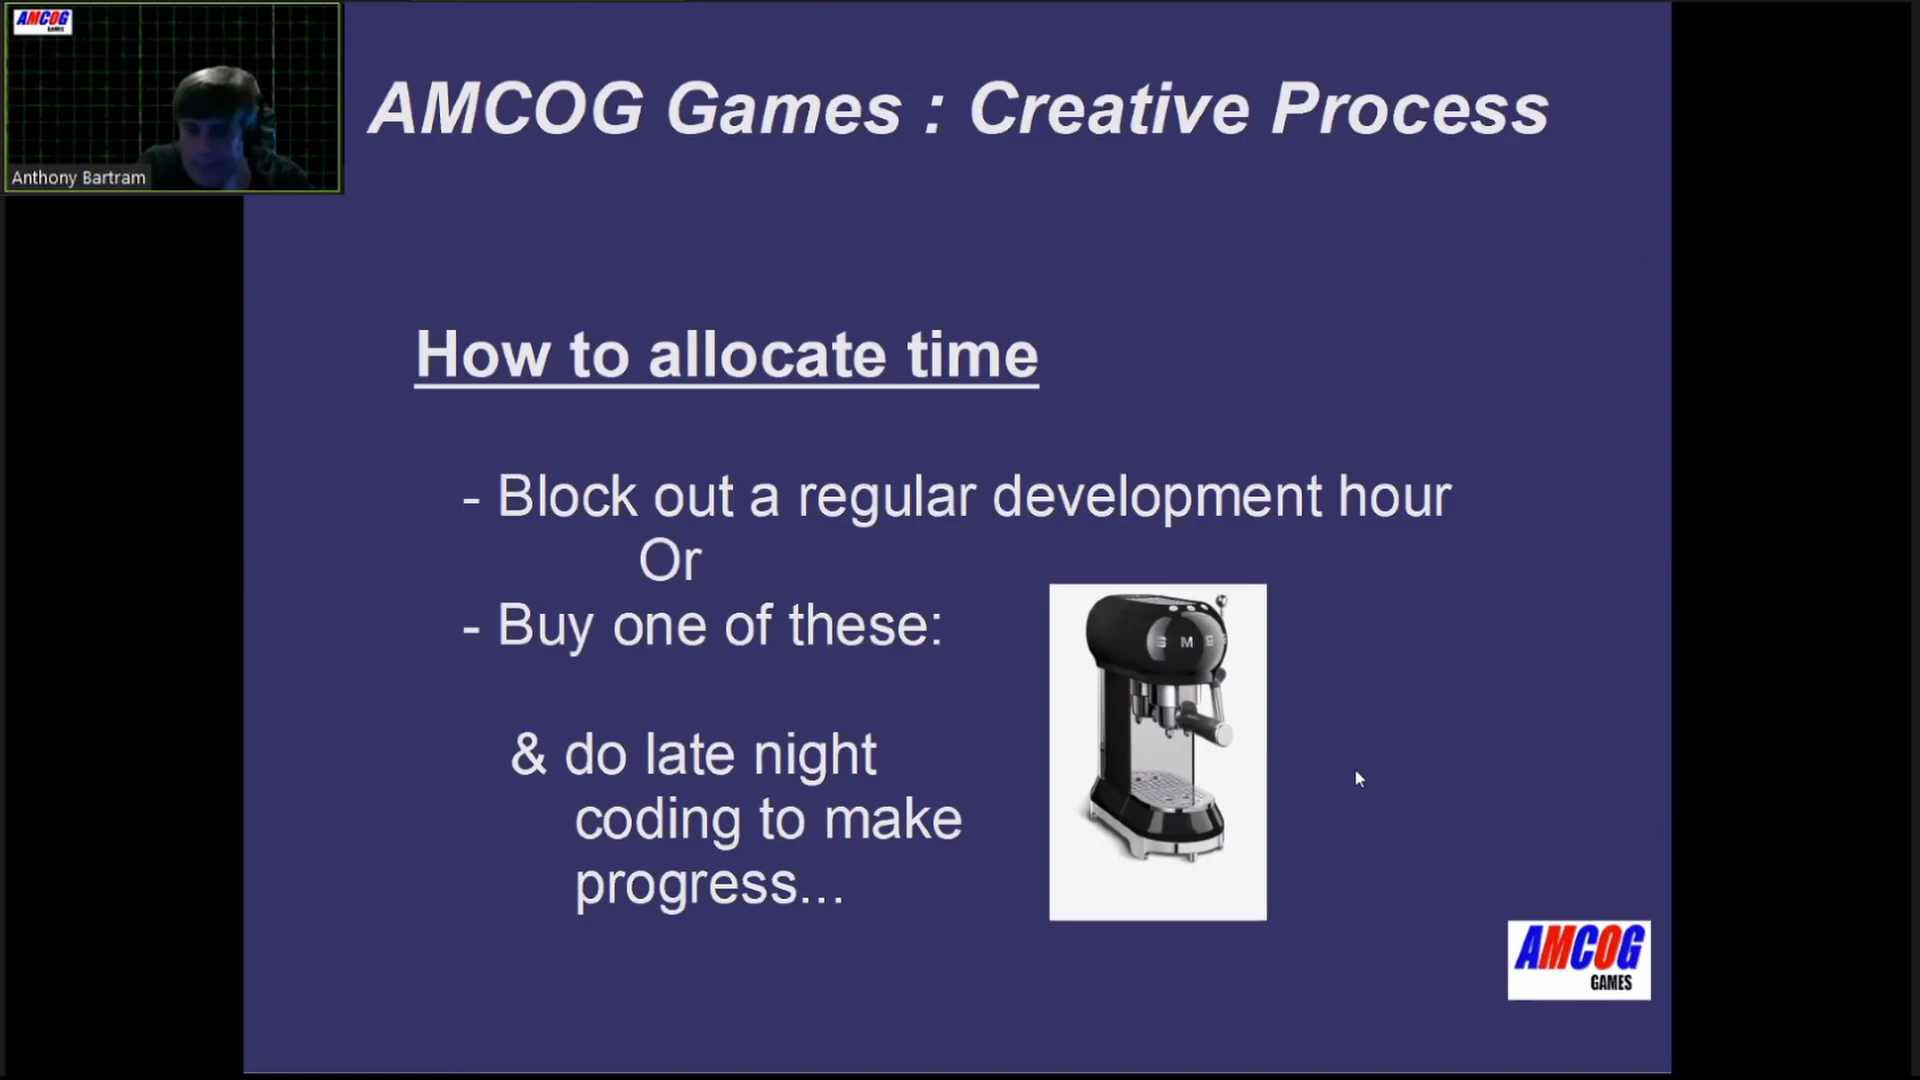 AMCOG
GAMES
Anthony Bartram
AMCOG Games : Creative Process
How to allocate time
- Block out a regular development hour
Or
- Buy one of these:
S M E
& do late night
coding to make
progress...
AMCOG
GAMES